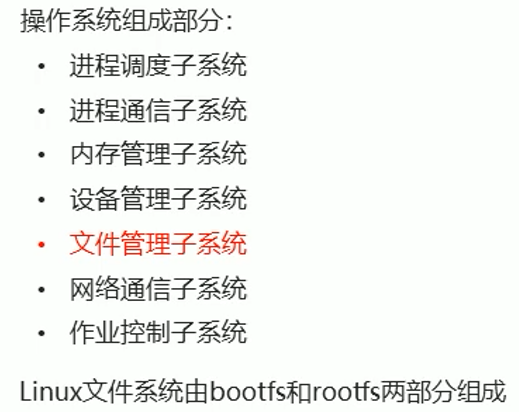 操作系统组成部分：
• 进程调度子系统
• 进程通信子系统
• 内存管理子系统
• 设备管理子系统
• 文件管理子系统
• 网络通信子系统
• 作业控制子系统
Linux文件系统由bootfs和rootfs两部分组成